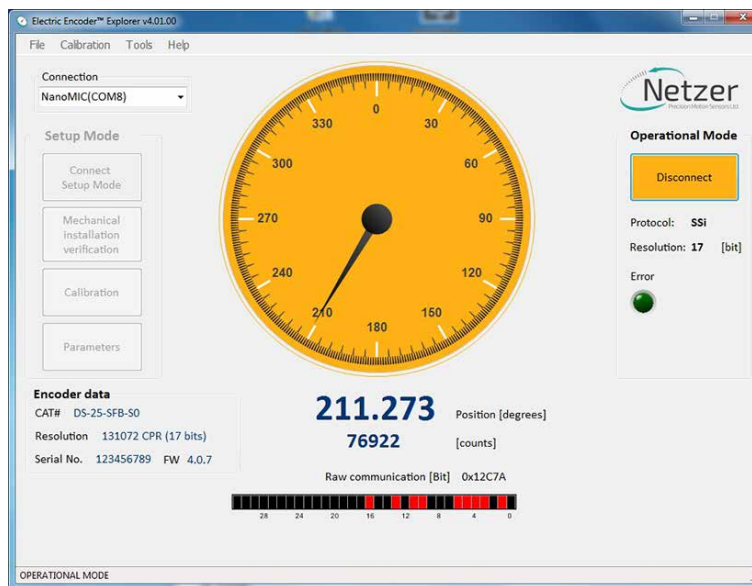 Electric Encoder™ Explorer v4.01.00
File Calibration Tools Help
Connection
NanoMIC(COM8)
Setup Mode
Connect
Setup Mode
Mechanical
installation
verification
Calibration
Parameters
0
30
60
90
120
150
180
210
240
270
300
330
Netzer
Precision Motion Sensors Ltd.
Operational Mode
Disconnect
Protocol: SSi
Resolution: 17 [bit]
Error
Encoder data
CAT# DS-25-SFB-S0
Resolution 131072 CPR (17 bits)
Serial No. 123456789 FW 4.0.7
211.273 Position [degrees]
76922 [counts]
Raw communication [Bit] 0x12C7A
28 24 20 16 12 8 4 0
OPERATIONAL MODE